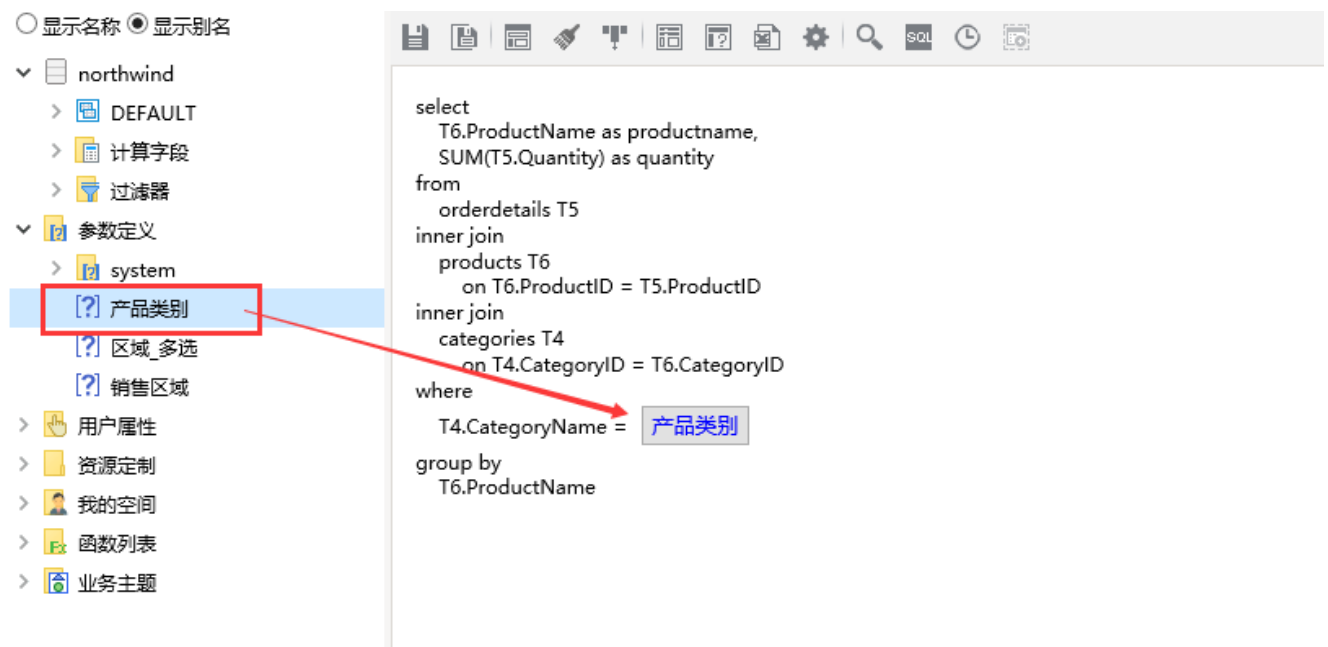 显示名称 显示别名
northwind
DEFAULT
计算字段
过滤器
参数定义
system
[?] 产品类别
[?] 区域_多选
[?] 销售区域
用户属性
资源定制
我的空间
Fx 函数列表
业务主题
SQL
select
T6.ProductName as productname,
SUM(T5.Quantity) as quantity
from
orderdetails T5
inner join
products T6
on T6.ProductID = T5.ProductID
inner join
categories T4
on T4.CategoryID = T6.CategoryID
where
T4.CategoryName = 产品类别
group by
T6.ProductName